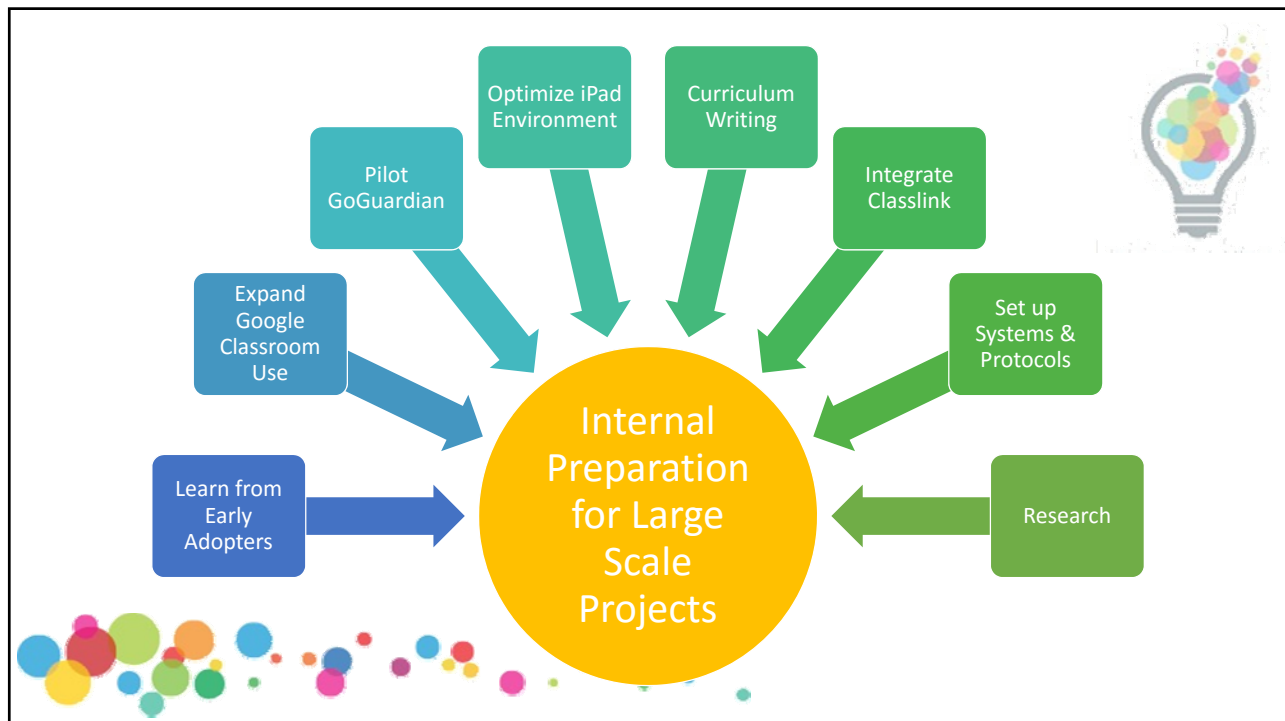 Optimize iPad
Environment
Curriculum
Writing
Pilot
GoGuardian
Integrate
Classlink
Expand
Google
Classroom
Use
Set up
Systems &
Protocols
Learn from
Early
Adopters
Internal
Preparation
for Large
Scale
Projects
Research